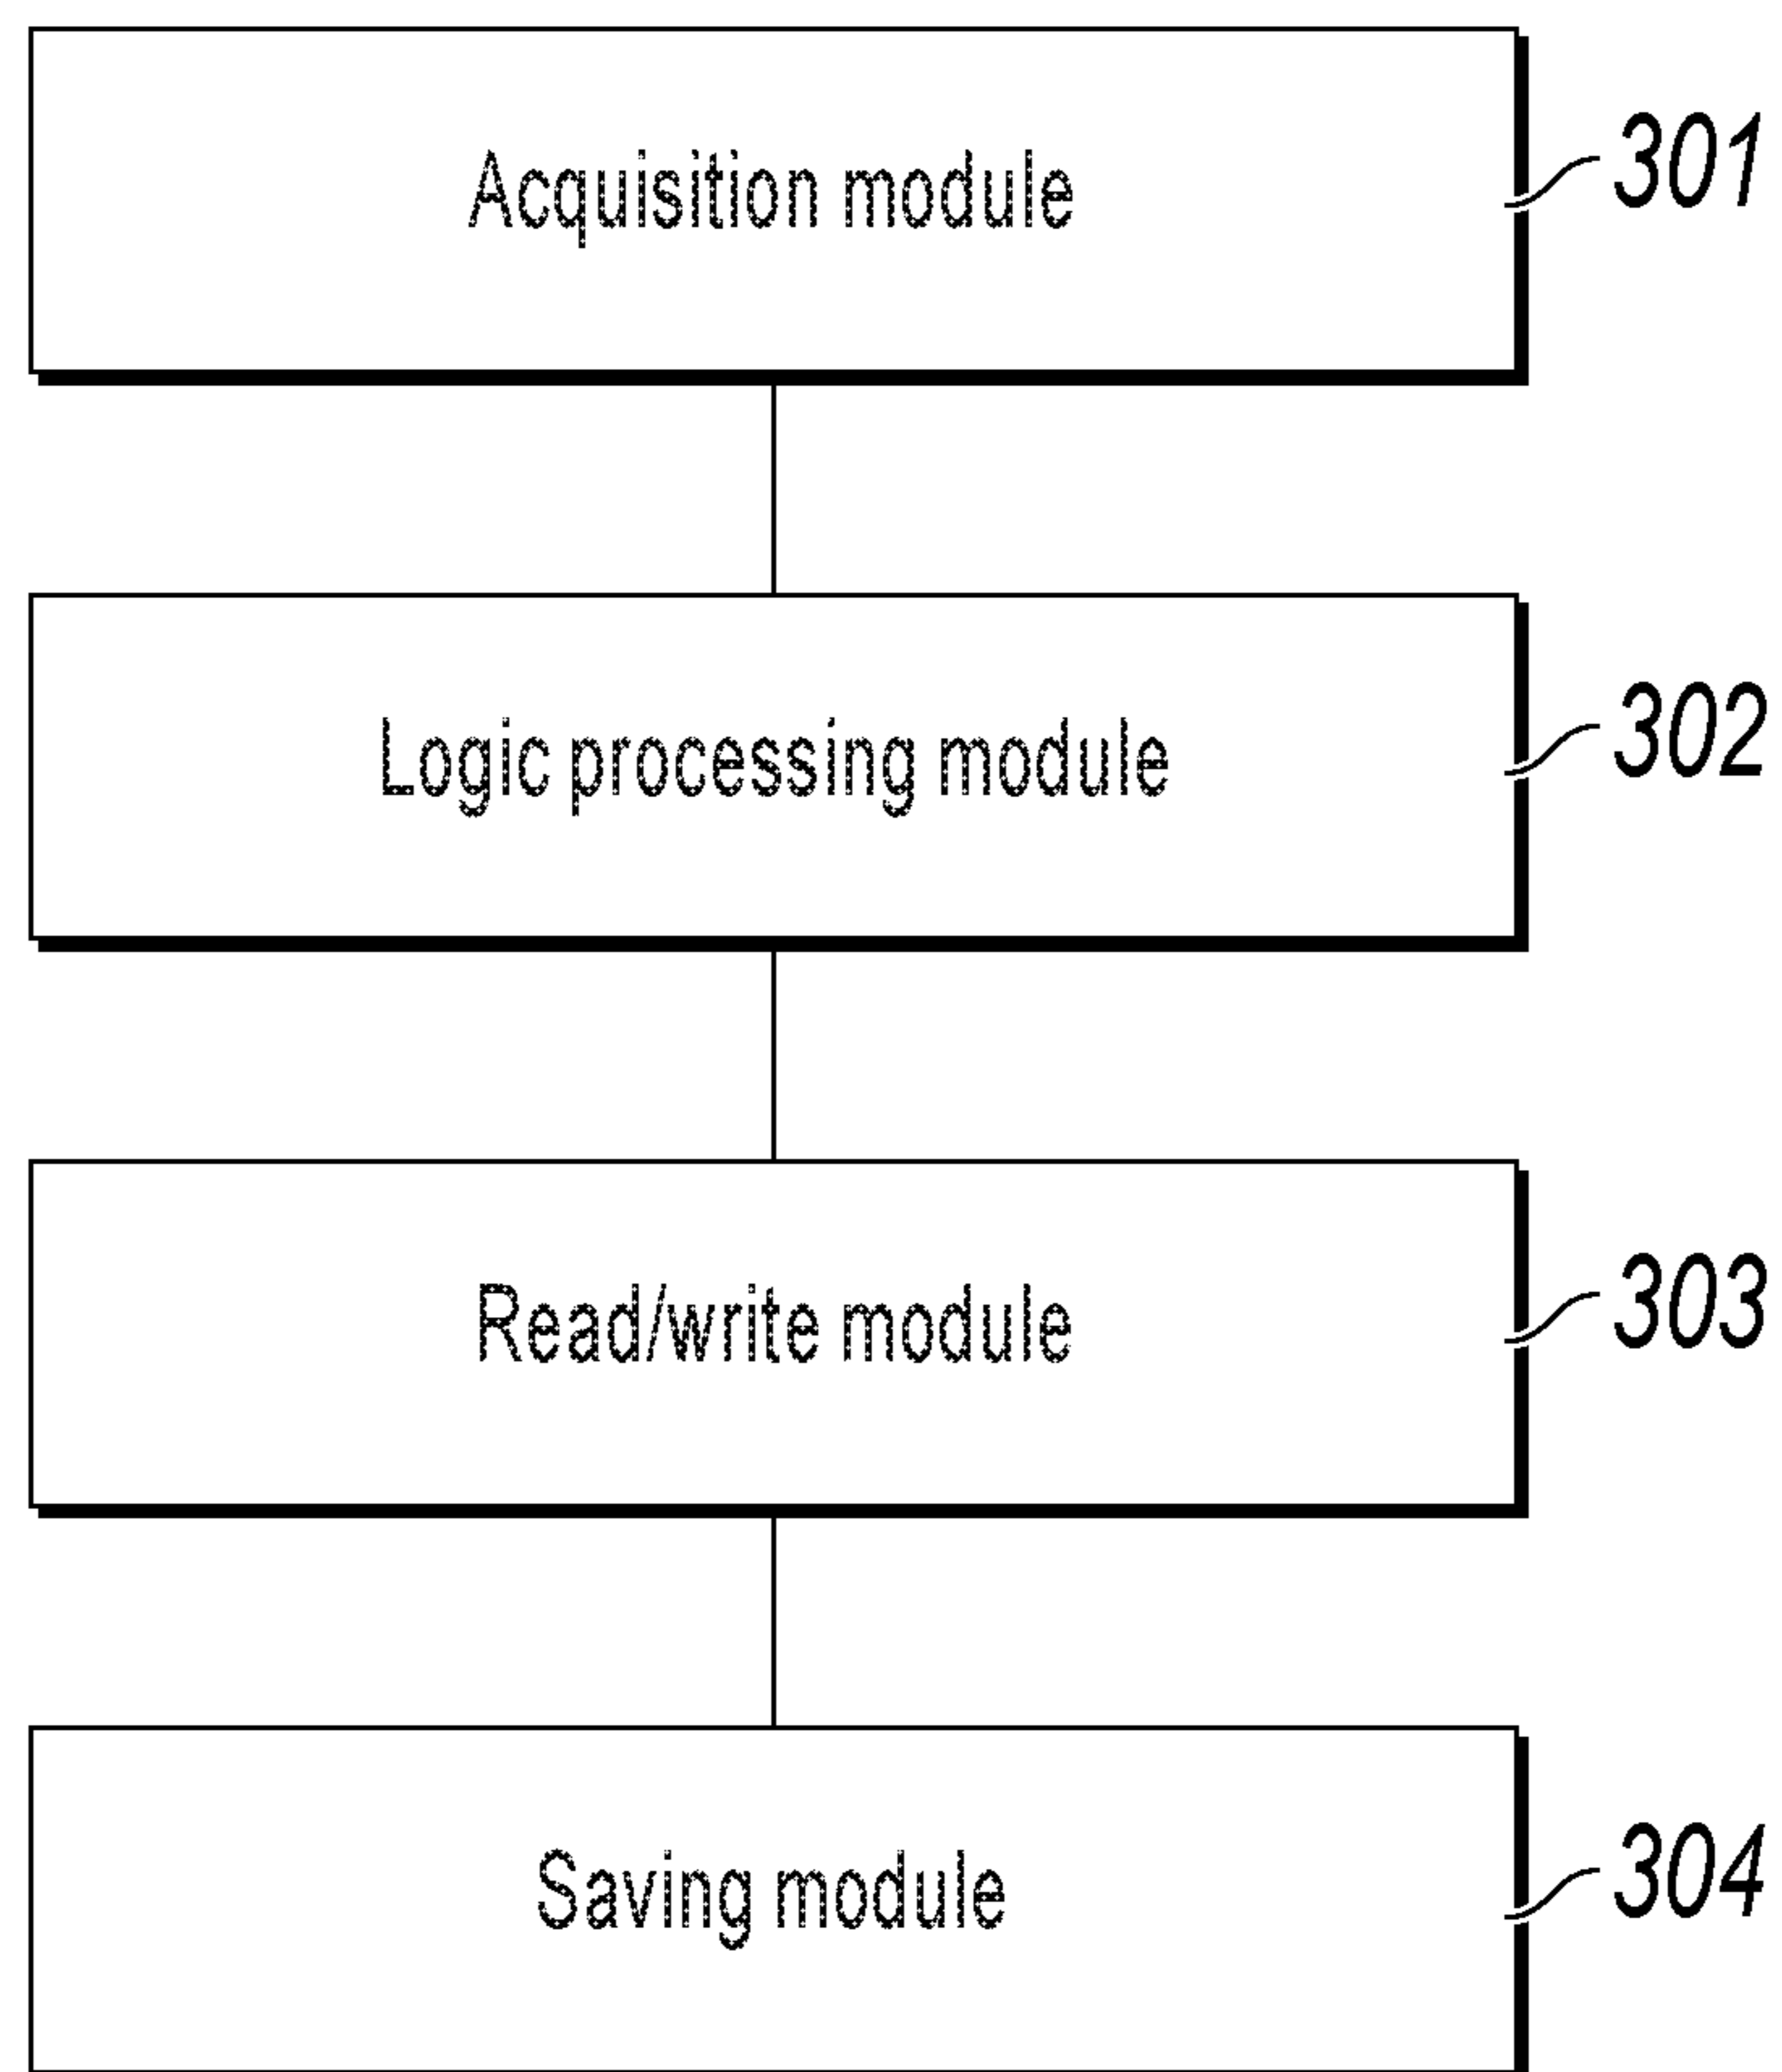 Acquisition module
301
Logic processing module
302
Read/write module
303
Saving module
304